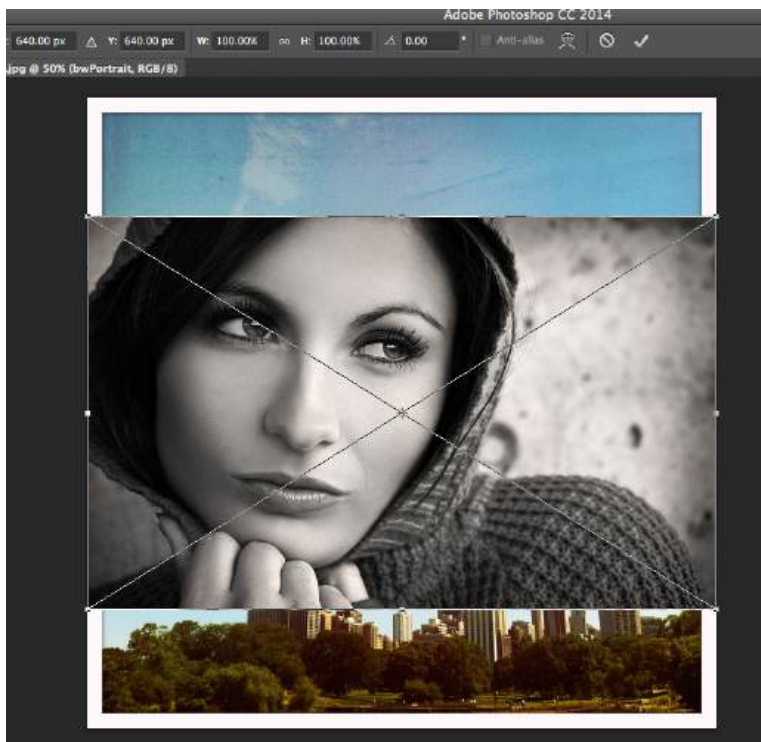 Adobe Photoshop CC 2014
: 640.00 px Y: 640.00 px W: 100.00% H: 100.00% 0.00 ° Anti-alias
.jpg @ 50% (bwPortrait, RGB/8)